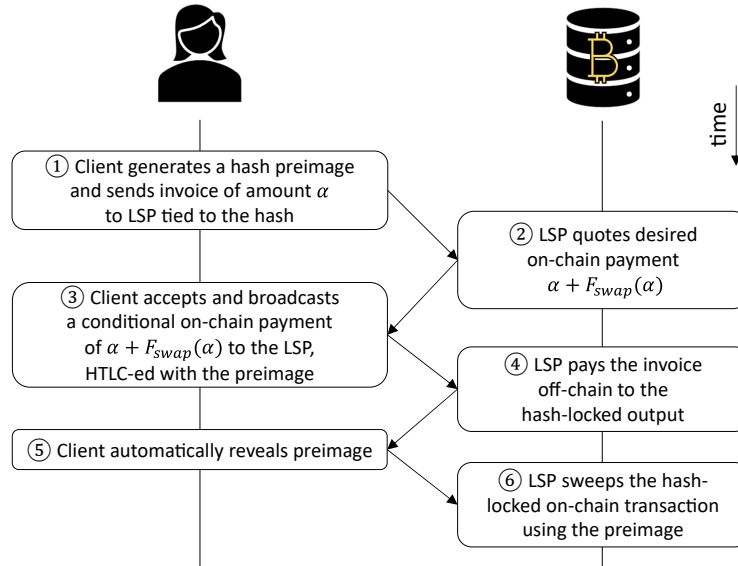 time
① Client generates a hash preimage
and sends invoice of amount α
to LSP tied to the hash
② LSP quotes desired
on-chain payment
α + F_swap(α)
③ Client accepts and broadcasts
a conditional on-chain payment
of α + F_swap(α) to the LSP,
HTLC-ed with the preimage
④ LSP pays the invoice
off-chain to the
hash-locked output
⑤ Client automatically reveals preimage
⑥ LSP sweeps the hash-
locked on-chain transaction
using the preimage